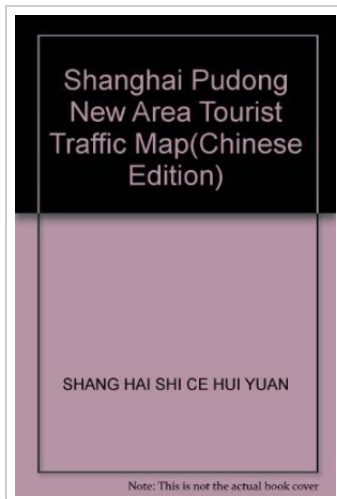 Shanghai Pudong
New Area Tourist
Traffic Map(Chinese
Edition)
SHANG HAI SHI CE HUI YUAN
Note: This is not the actual book cover